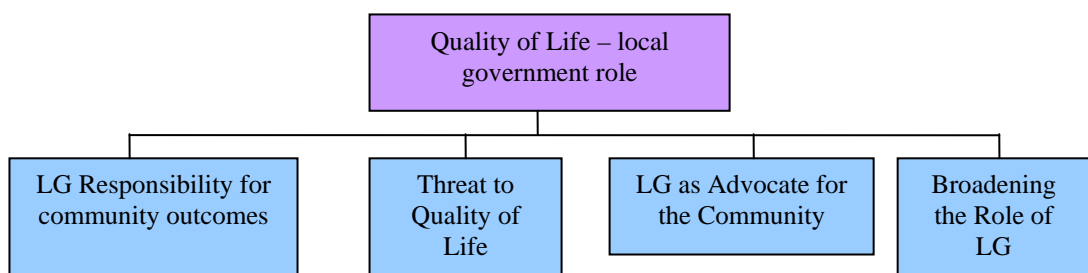 Quality of Life – local
government role
LG Responsibility for
community outcomes
Threat to
Quality of
Life
LG as Advocate for
the Community
Broadening
the Role of
LG